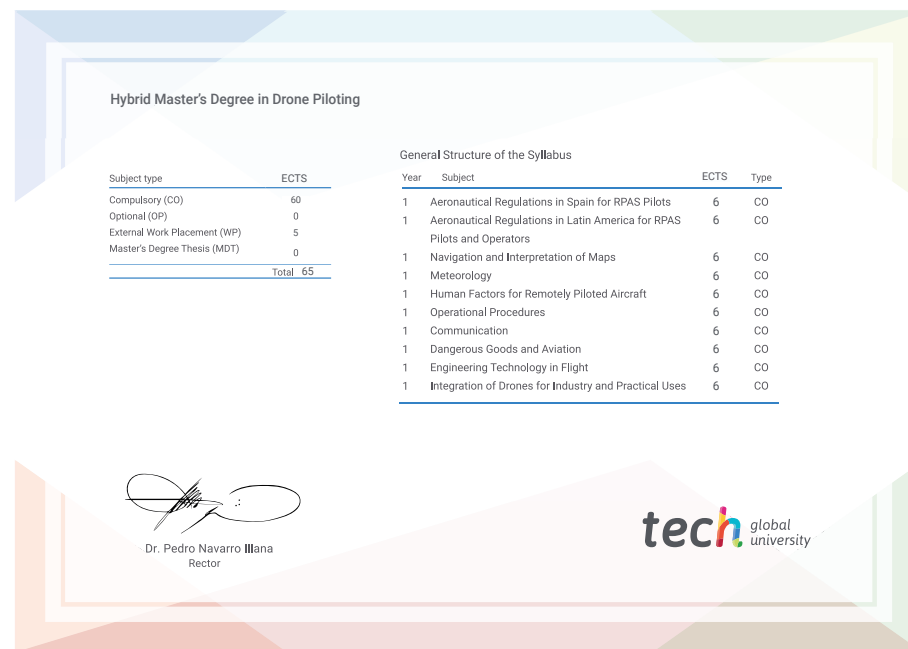 Hybrid Master's Degree in Drone Piloting
General Structure of the Syllabus
Subject type ECTS
Compulsory (CO) 60
Optional (OP) 0
External Work Placement (WP) 5
Master's Degree Thesis (MDT) 0
Total 65
Year Subject ECTS Type
1 Aeronautical Regulations in Spain for RPAS Pilots 6 CO
1 Aeronautical Regulations in Latin America for RPAS 6 CO
Pilots and Operators
1 Navigation and Interpretation of Maps 6 CO
1 Meteorology 6 CO
1 Human Factors for Remotely Piloted Aircraft 6 CO
1 Operational Procedures 6 CO
1 Communication 6 CO
1 Dangerous Goods and Aviation 6 CO
1 Engineering Technology in Flight 6 CO
1 Integration of Drones for Industry and Practical Uses 6 CO
Dr. Pedro Navarro Illana
Rector
tech global
university